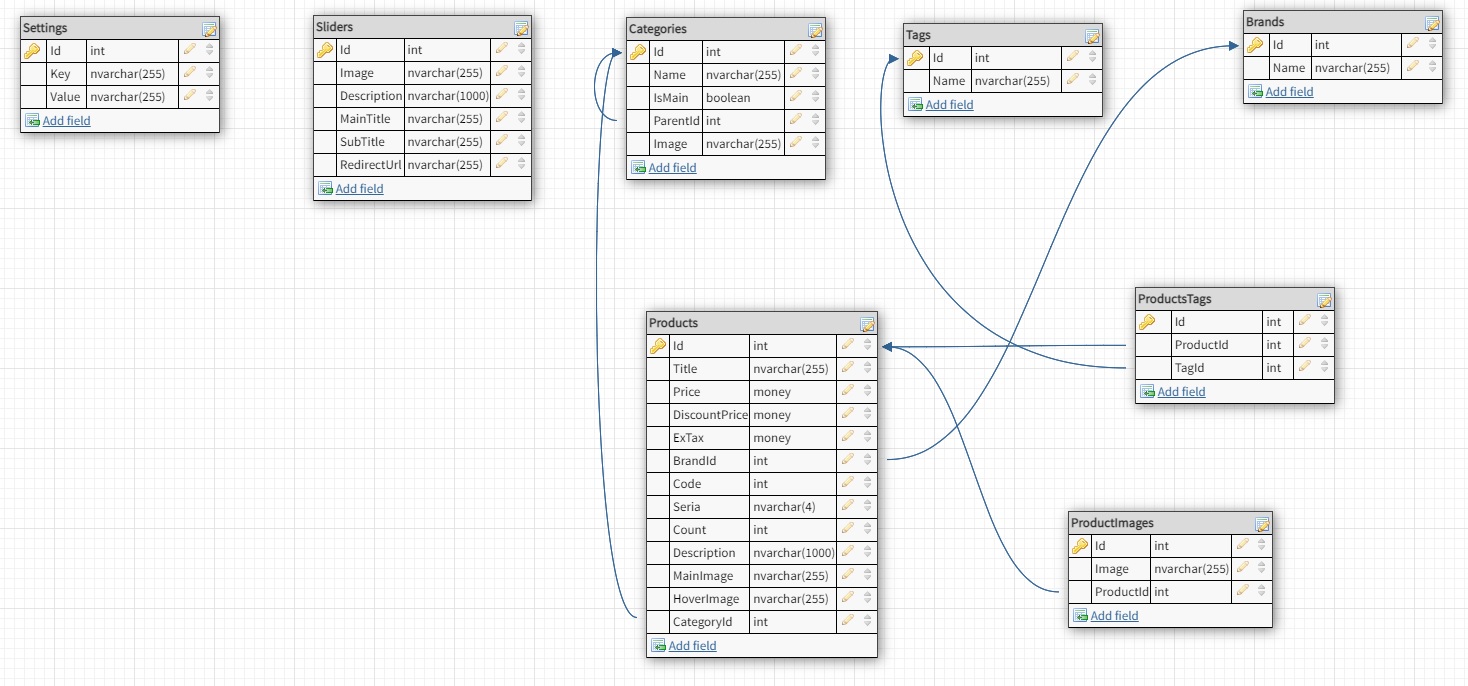 Settings
Id int
Key nvarchar(255)
Value nvarchar(255)
Add field
Sliders
Id int
Image nvarchar(255)
Description nvarchar(1000)
MainTitle nvarchar(255)
SubTitle nvarchar(255)
RedirectUrl nvarchar(255)
Add field
Categories
Id int
Name nvarchar(255)
IsMain boolean
ParentId int
Image nvarchar(255)
Add field
Tags
Id int
Name nvarchar(255)
Add field
Brands
Id int
Name nvarchar(255)
Add field
Products
Id int
Title nvarchar(255)
Price money
DiscountPrice money
ExTax money
BrandId int
Code int
Seria nvarchar(4)
Count int
Description nvarchar(1000)
MainImage nvarchar(255)
HoverImage nvarchar(255)
CategoryId int
Add field
ProductsTags
Id int
ProductId int
TagId int
Add field
ProductImages
Id int
Image nvarchar(255)
ProductId int
Add field